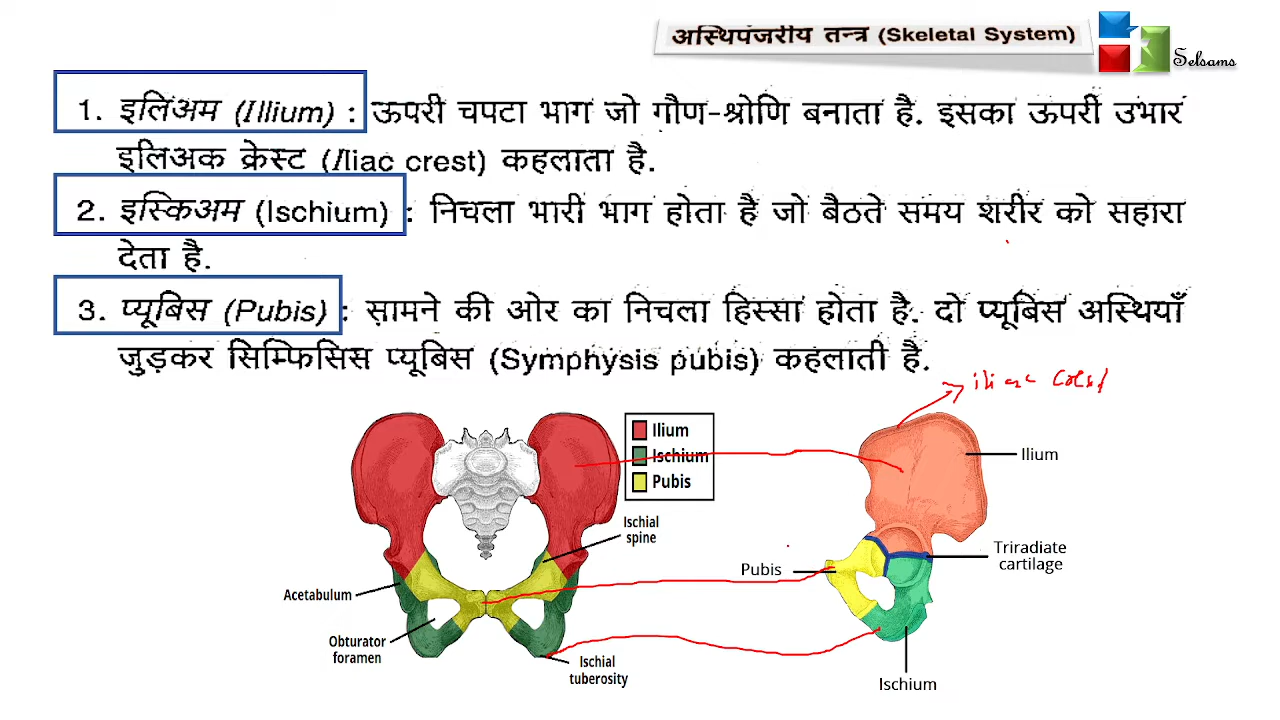 अस्थिपंजरीय तन्त्र (Skeletal System)
Selsams
1. इलिअम (Illium) : ऊपरी चपटा भाग जो गौण-श्रोणि बनाता है. इसका ऊपरी उभार
इलिअक क्रेस्ट (Iliac crest) कहलाता है.
2. इस्किअम (Ischium) : निचला भारी भाग होता है जो बैठते समय शरीर को सहारा
देता है.
3. प्यूबिस (Pubis) : सामने की ओर का निचला हिस्सा होता है. दो प्यूबिस अस्थियाँ
जुड़कर सिम्फिसिस प्यूबिस (Symphysis pubis) कहलाती है.
iliac
Ilium
Ischium
Pubis
Ischial
spine
Acetabulum
Obturator
foramen
Ischial
tuberosity
Ilium
Triradiate
cartilage
Pubis
Ischium